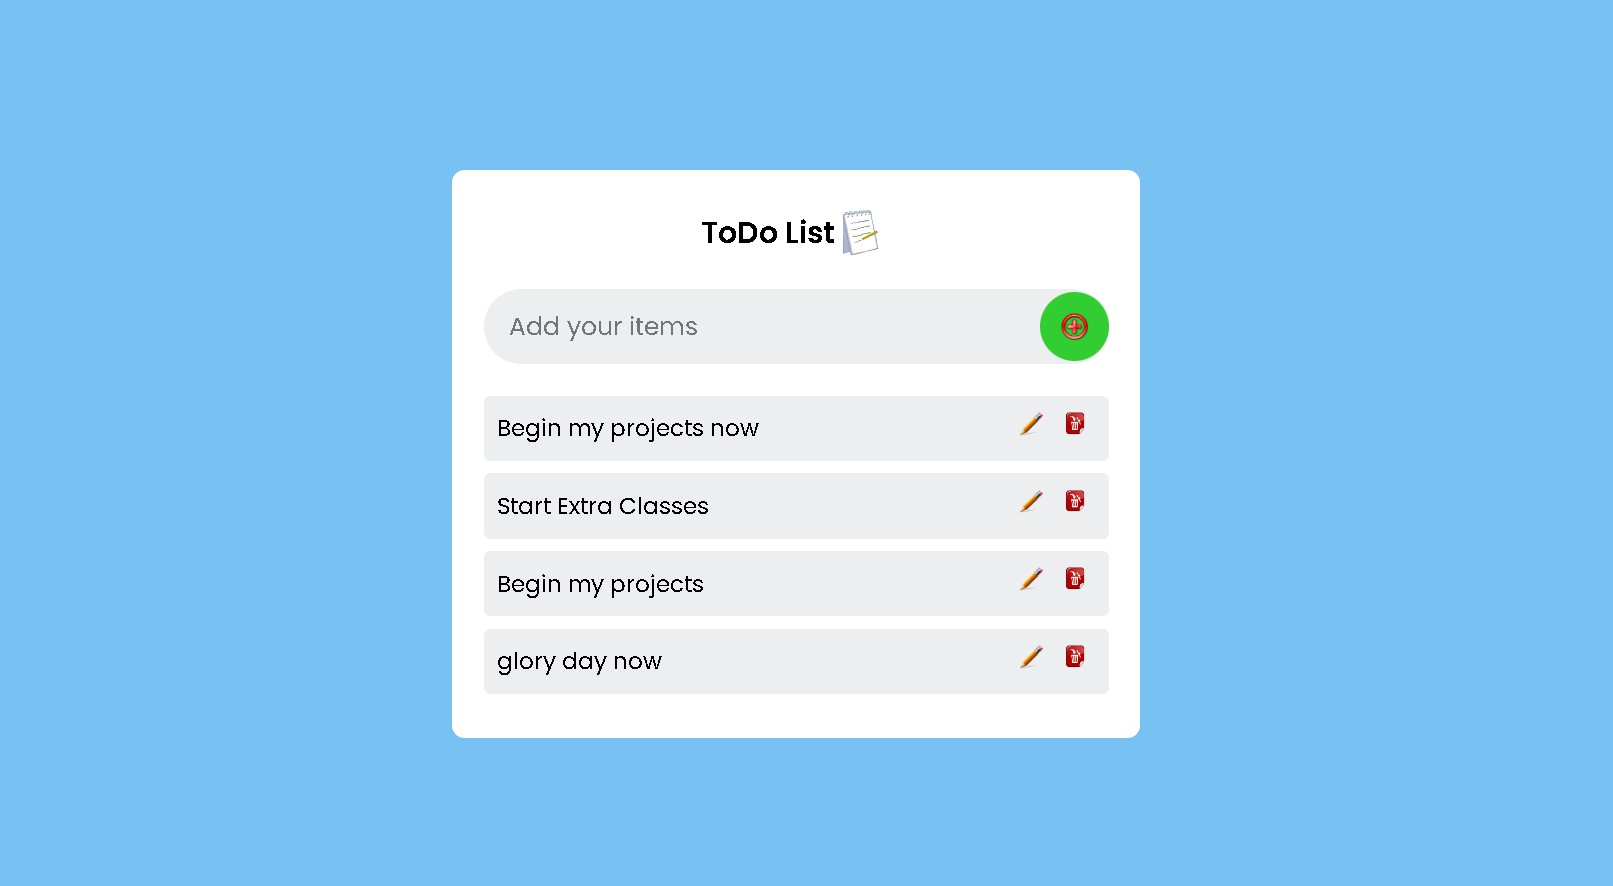 ToDo List
Add your items
Begin my projects now
Start Extra Classes
Begin my projects
glory day now